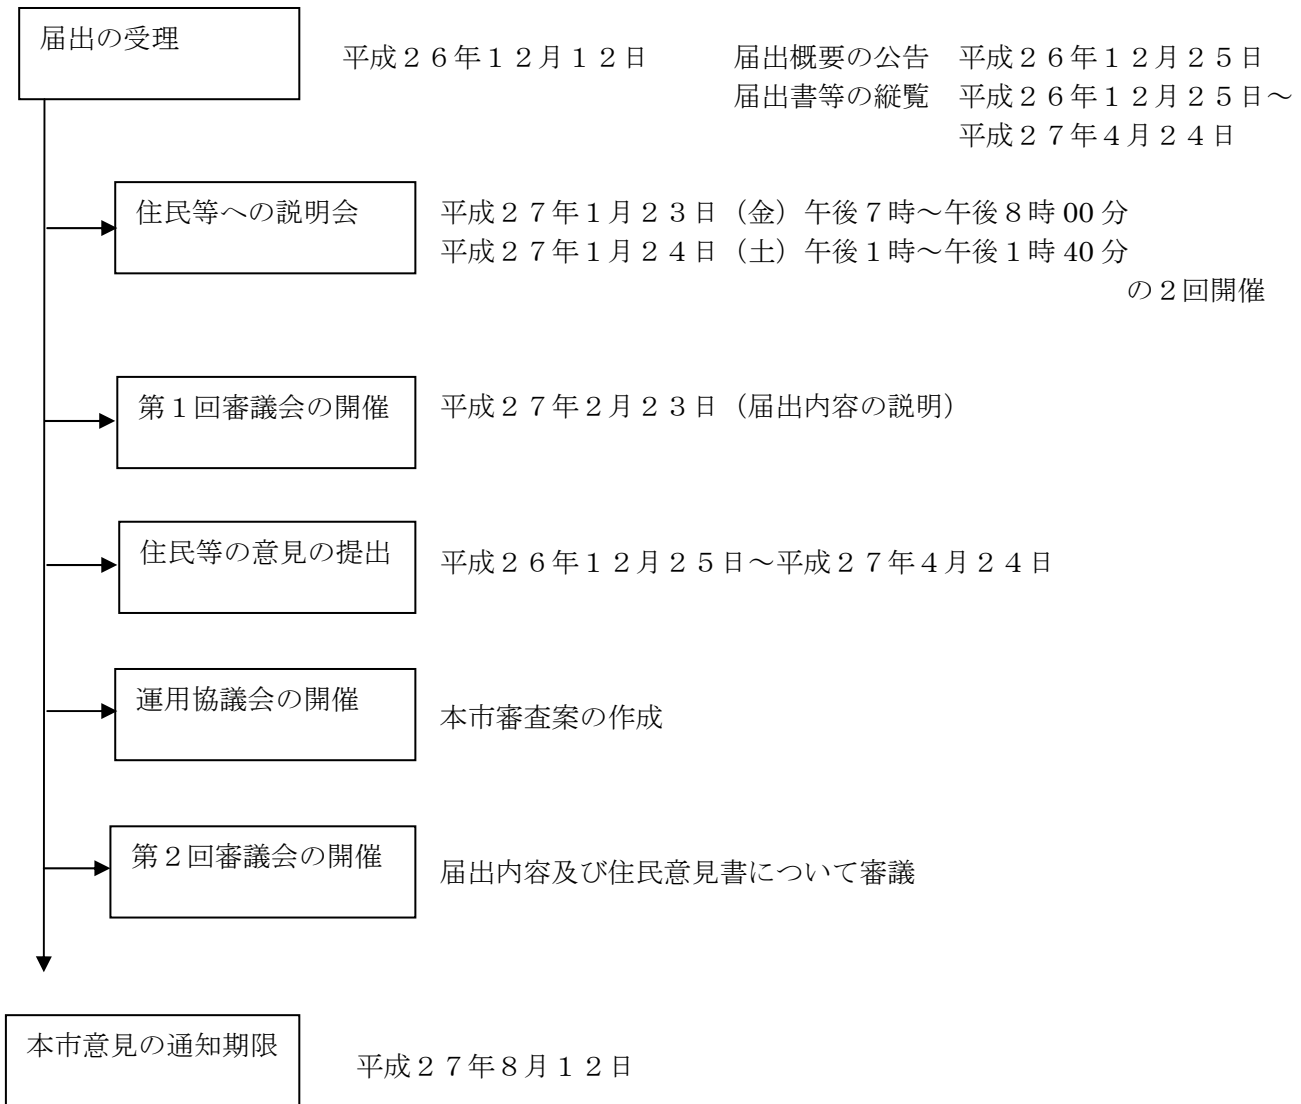 届出の受理
平成２６年１２月１２日
届出概要の公告　平成２６年１２月２５日
届出書等の縦覧　平成２６年１２月２５日～
平成２７年４月２４日
住民等への説明会
平成２７年１月２３日（金）午後７時～午後８時 00 分
平成２７年１月２４日（土）午後１時～午後１時 40 分
の２回開催
第１回審議会の開催
平成２７年２月２３日（届出内容の説明）
住民等の意見の提出
平成２６年１２月２５日～平成２７年４月２４日
運用協議会の開催
本市審査案の作成
第２回審議会の開催
届出内容及び住民意見書について審議
本市意見の通知期限
平成２７年８月１２日